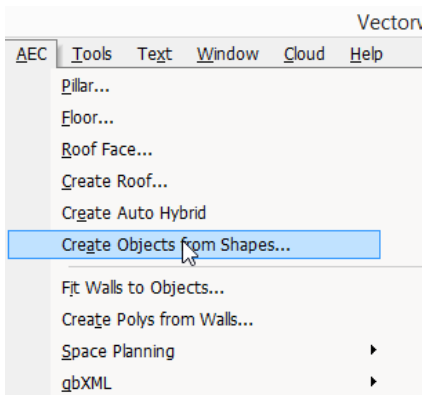 Vectorv
AEC Tools Text Window Cloud Help
Pillar...
Floor...
Roof Face...
Create Roof...
Create Auto Hybrid
Create Objects from Shapes...
Fit Walls to Objects...
Create Polys from Walls...
Space Planning
gbXML